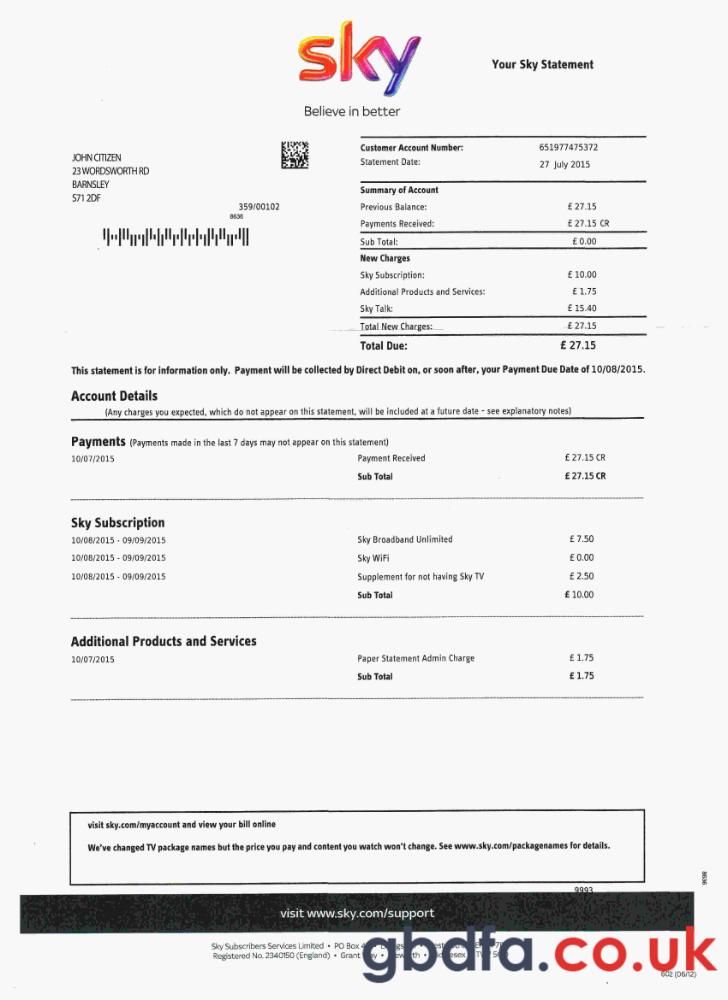 sky
Your Sky Statement
Believe in better
JOHN CITIZEN
23 WORDSWORTH RD
BARNSLEY
S71 2DF
359/00102
8636
Customer Account Number: 651977475372
Statement Date: 27 July 2015
Summary of Account
Previous Balance: £ 27.15
Payments Received: £ 27.15 CR
Sub Total: £ 0.00
New Charges
Sky Subscription: £ 10.00
Additional Products and Services: £ 1.75
Sky Talk: £ 15.40
Total New Charges: £ 27.15
Total Due: £ 27.15
This statement is for information only. Payment will be collected by Direct Debit on, or soon after, your Payment Due Date of 10/08/2015.
Account Details
(Any charges you expected, which do not appear on this statement, will be included at a future date - see explanatory notes)
Payments (Payments made in the last 7 days may not appear on this statement)
10/07/2015 Payment Received £ 27.15 CR
Sub Total £ 27.15 CR
Sky Subscription
10/08/2015 - 09/09/2015 Sky Broadband Unlimited £ 7.50
10/08/2015 - 09/09/2015 Sky WiFi £ 0.00
10/08/2015 - 09/09/2015 Supplement for not having Sky TV £ 2.50
Sub Total £ 10.00
Additional Products and Services
10/07/2015 Paper Statement Admin Charge £ 1.75
Sub Total £ 1.75
visit sky.com/myaccount and view your bill online
We've changed TV package names but the price you pay and content you watch won't change. See www.sky.com/packagenames for details.
9993
8636
visit www.sky.com/support
Sky Subscribers Services Limited • PO Box
Registered No. 2340150 (England) • Grant
gbdfa.co.uk
602 (06/12)